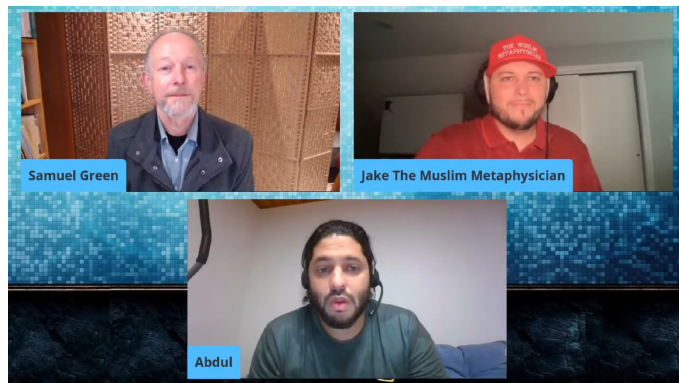 Samuel Green
THE MUSLIM
METAPHYSICIAN
Jake The Muslim Metaphysician
Abdul